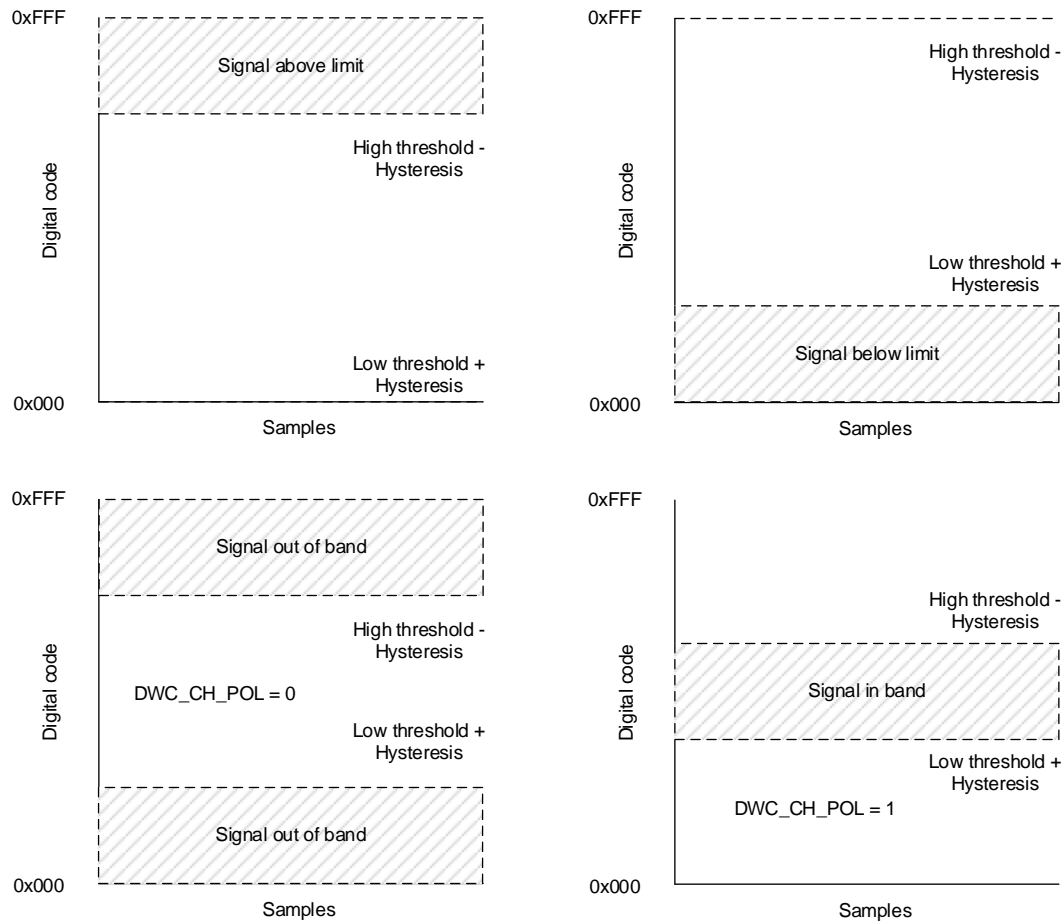 0xFFF
Signal above limit
High threshold -
Hysteresis
Digital code
Low threshold +
Hysteresis
0x000
Samples
High threshold -
Hysteresis
Digital code
Low threshold +
Hysteresis
Signal below limit
0x000
Samples
0xFFF
Signal out of band
High threshold -
Hysteresis
Digital code
DWC_CH_POL = 0
Low threshold +
Hysteresis
Signal out of band
0x000
Samples
0xFFF
High threshold -
Hysteresis
Digital code
Signal in band
Low threshold +
Hysteresis
DWC_CH_POL = 1
0x000
Samples